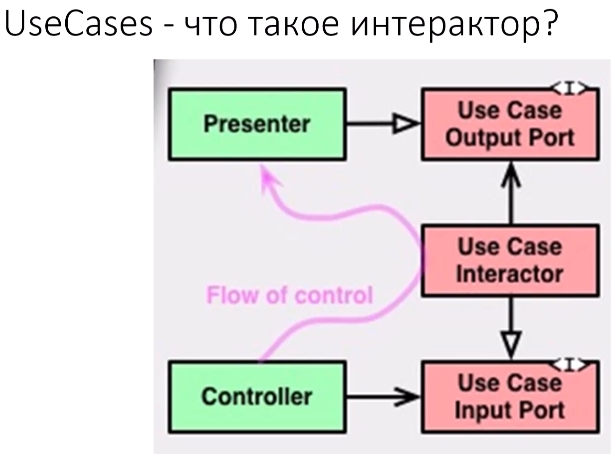 UseCases - что такое интерактор?
<I>
Presenter
Use Case
Output Port
Use Case
Interactor
Flow of control
<I>
Controller
Use Case
Input Port